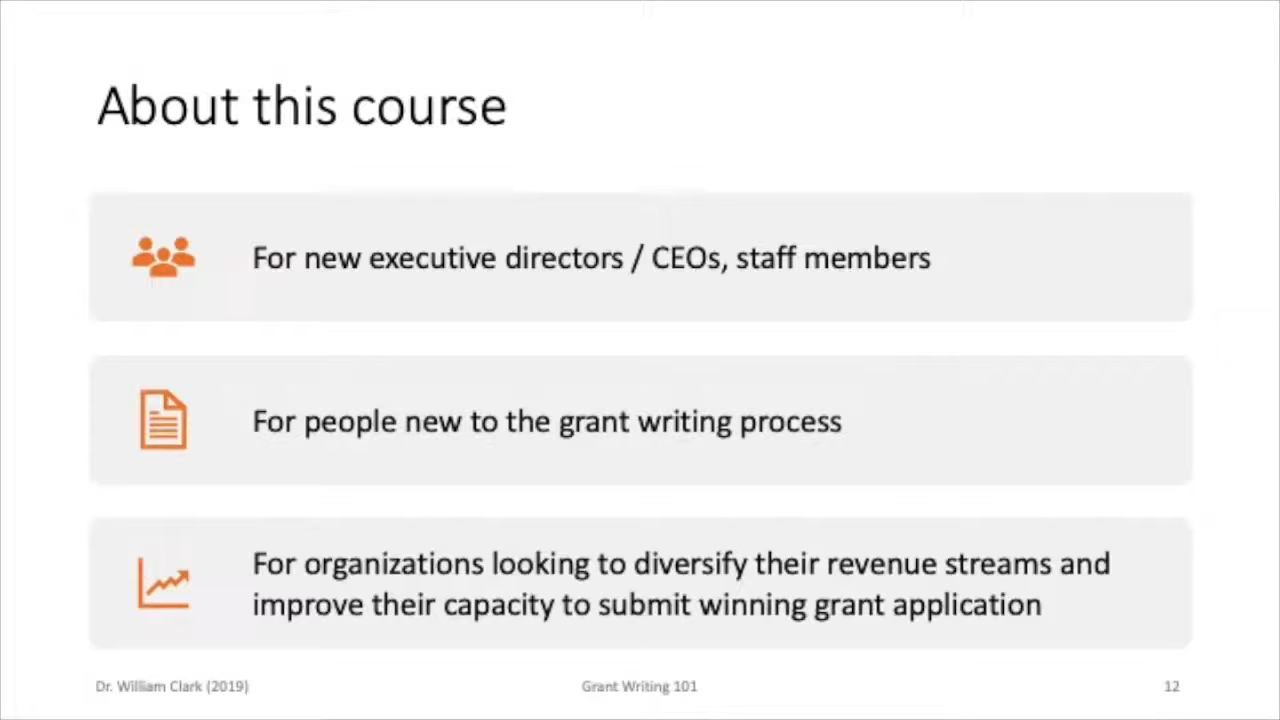 About this course
For new executive directors / CEOs, staff members
For people new to the grant writing process
For organizations looking to diversify their revenue streams and
improve their capacity to submit winning grant application
Dr. William Clark (2019)
Grant Writing 101
12